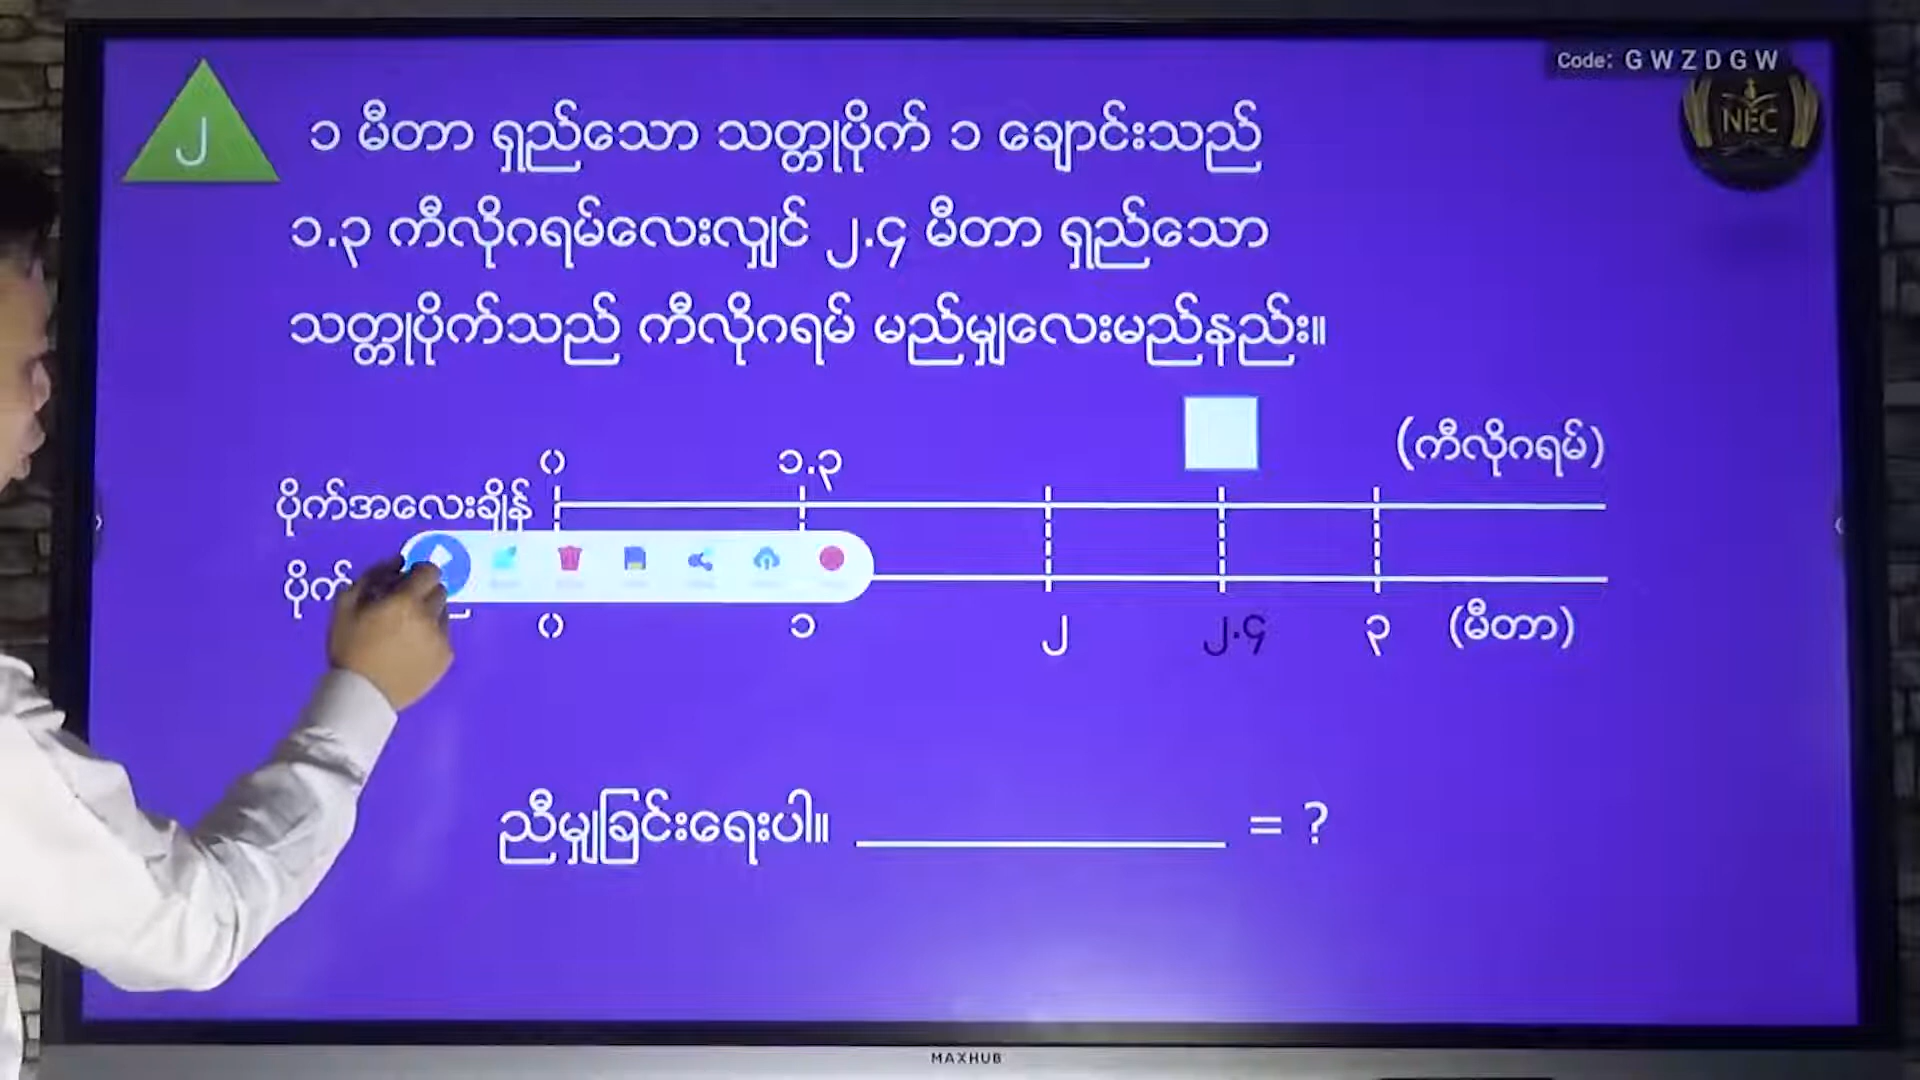 Code: GWZDGW
NEC
၂
၁ မီတာ ရှည်သော သတ္တုပိုက် ၁ ချောင်းသည်
၁.၃ ကီလိုဂရမ်လေးလျှင် ၂.၄ မီတာ ရှည်သော
သတ္တုပိုက်သည် ကီလိုဂရမ် မည်မျှလေးမည်နည်း။
၀ ၁.၃ (ကီလိုဂရမ်)
ပိုက်အလေးချိန်
ပိုက်
၀ ၁ ၂ ၂.၄ ၃ (မီတာ)
ညီမျှခြင်းရေးပါ။ ____________ = ?
MAXHUB